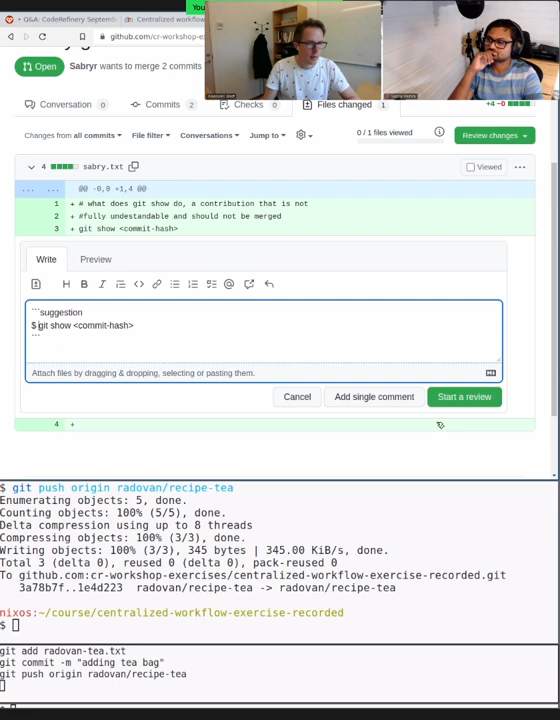 You
Q&A: CodeRefinery Septemb
Centralized workflow
github.com/cr-workshop-e
Open
Sabryr wants to merge 2 commits
Conversation 0
Commits 2
Checks 0
Files changed 1
+4 −0
Changes from all commits
File filter
Conversations
Jump to
0 / 1 files viewed
Review changes
4
sabry.txt
Viewed
@@ -0,0 +1,4 @@
1 + # what does git show do, a contribution that is not
2 + #fully undestandable and should not be merged
3 + git show <commit-hash>
Write
Preview
```suggestion
$ git show <commit-hash>
```
Attach files by dragging & dropping, selecting or pasting them.
Cancel
Add single comment
Start a review
4 +
$ git push origin radovan/recipe-tea
Enumerating objects: 5, done.
Counting objects: 100% (5/5), done.
Delta compression using up to 8 threads
Compressing objects: 100% (3/3), done.
Writing objects: 100% (3/3), 345 bytes | 345.00 KiB/s, done.
Total 3 (delta 0), reused 0 (delta 0), pack-reused 0
To github.com:cr-workshop-exercises/centralized-workflow-exercise-recorded.git
3a78b7f..1e4d223 radovan/recipe-tea -> radovan/recipe-tea
nixos:~/course/centralized-workflow-exercise-recorded
$
git add radovan-tea.txt
git commit -m "adding tea bag"
git push origin radovan/recipe-tea